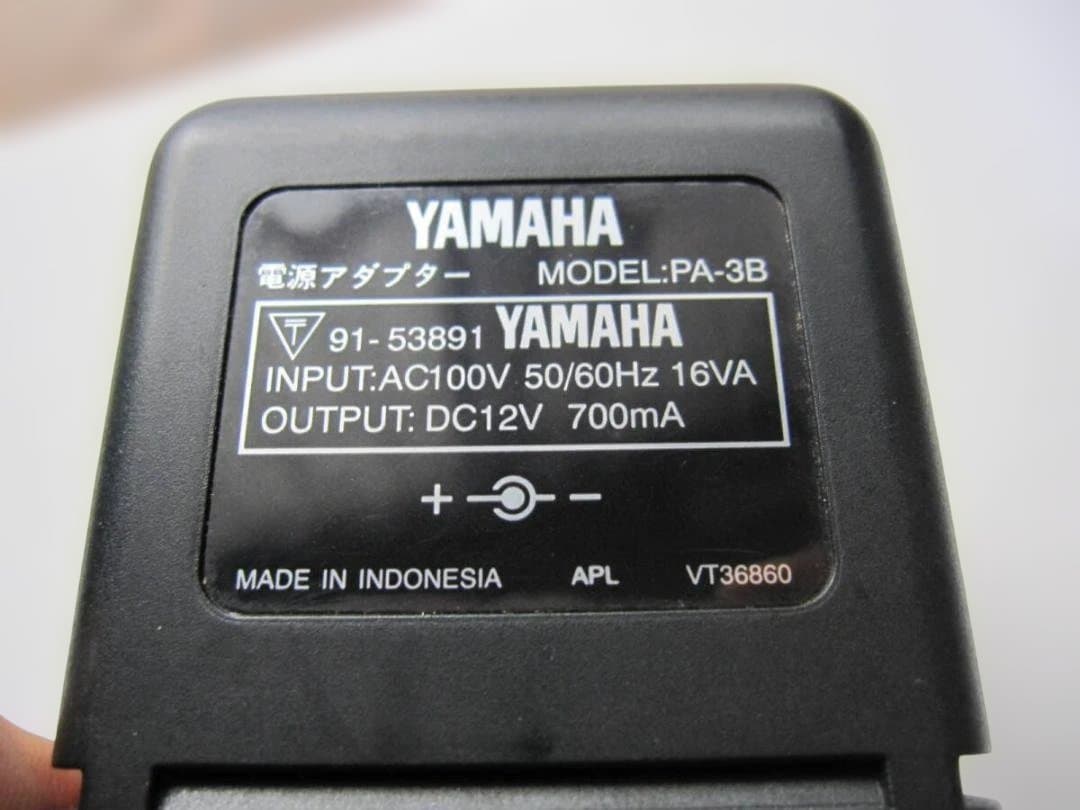 YAMAHA
電源アダプター MODEL:PA-3B
〒 91-53891 YAMAHA
INPUT:AC100V 50/60Hz 16VA
OUTPUT: DC12V 700mA
+ −
MADE IN INDONESIA APL VT36860